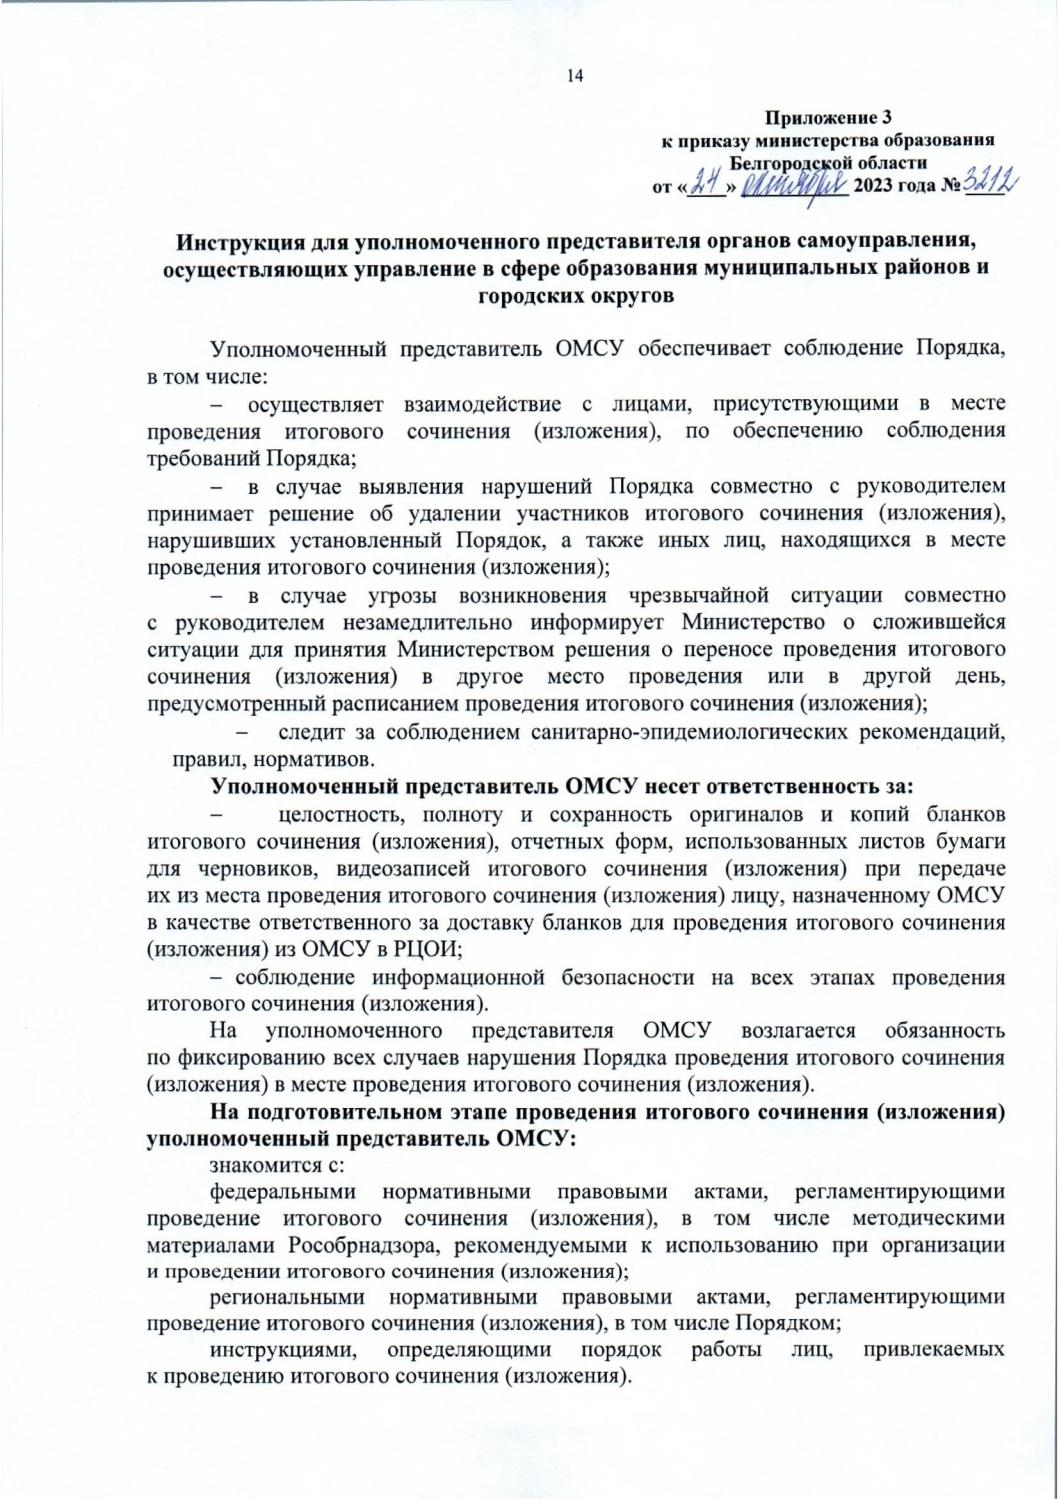 14
Приложение 3
к приказу министерства образования
Белгородской области
от «24» октября 2023 года № 3212
Инструкция для уполномоченного представителя органов самоуправления,
осуществляющих управление в сфере образования муниципальных районов и
городских округов
Уполномоченный представитель ОМСУ обеспечивает соблюдение Порядка,
в том числе:
– осуществляет взаимодействие с лицами, присутствующими в месте
проведения итогового сочинения (изложения), по обеспечению соблюдения
требований Порядка;
– в случае выявления нарушений Порядка совместно с руководителем
принимает решение об удалении участников итогового сочинения (изложения),
нарушивших установленный Порядок, а также иных лиц, находящихся в месте
проведения итогового сочинения (изложения);
– в случае угрозы возникновения чрезвычайной ситуации совместно
с руководителем незамедлительно информирует Министерство о сложившейся
ситуации для принятия Министерством решения о переносе проведения итогового
сочинения (изложения) в другое место проведения или в другой день,
предусмотренный расписанием проведения итогового сочинения (изложения);
– следит за соблюдением санитарно-эпидемиологических рекомендаций,
правил, нормативов.
Уполномоченный представитель ОМСУ несет ответственность за:
– целостность, полноту и сохранность оригиналов и копий бланков
итогового сочинения (изложения), отчетных форм, использованных листов бумаги
для черновиков, видеозаписей итогового сочинения (изложения) при передаче
их из места проведения итогового сочинения (изложения) лицу, назначенному ОМСУ
в качестве ответственного за доставку бланков для проведения итогового сочинения
(изложения) из ОМСУ в РЦОИ;
– соблюдение информационной безопасности на всех этапах проведения
итогового сочинения (изложения).
На уполномоченного представителя ОМСУ возлагается обязанность
по фиксированию всех случаев нарушения Порядка проведения итогового сочинения
(изложения) в месте проведения итогового сочинения (изложения).
На подготовительном этапе проведения итогового сочинения (изложения)
уполномоченный представитель ОМСУ:
знакомится с:
федеральными нормативными правовыми актами, регламентирующими
проведение итогового сочинения (изложения), в том числе методическими
материалами Рособрнадзора, рекомендуемыми к использованию при организации
и проведении итогового сочинения (изложения);
региональными нормативными правовыми актами, регламентирующими
проведение итогового сочинения (изложения), в том числе Порядком;
инструкциями, определяющими порядок работы лиц, привлекаемых
к проведению итогового сочинения (изложения).